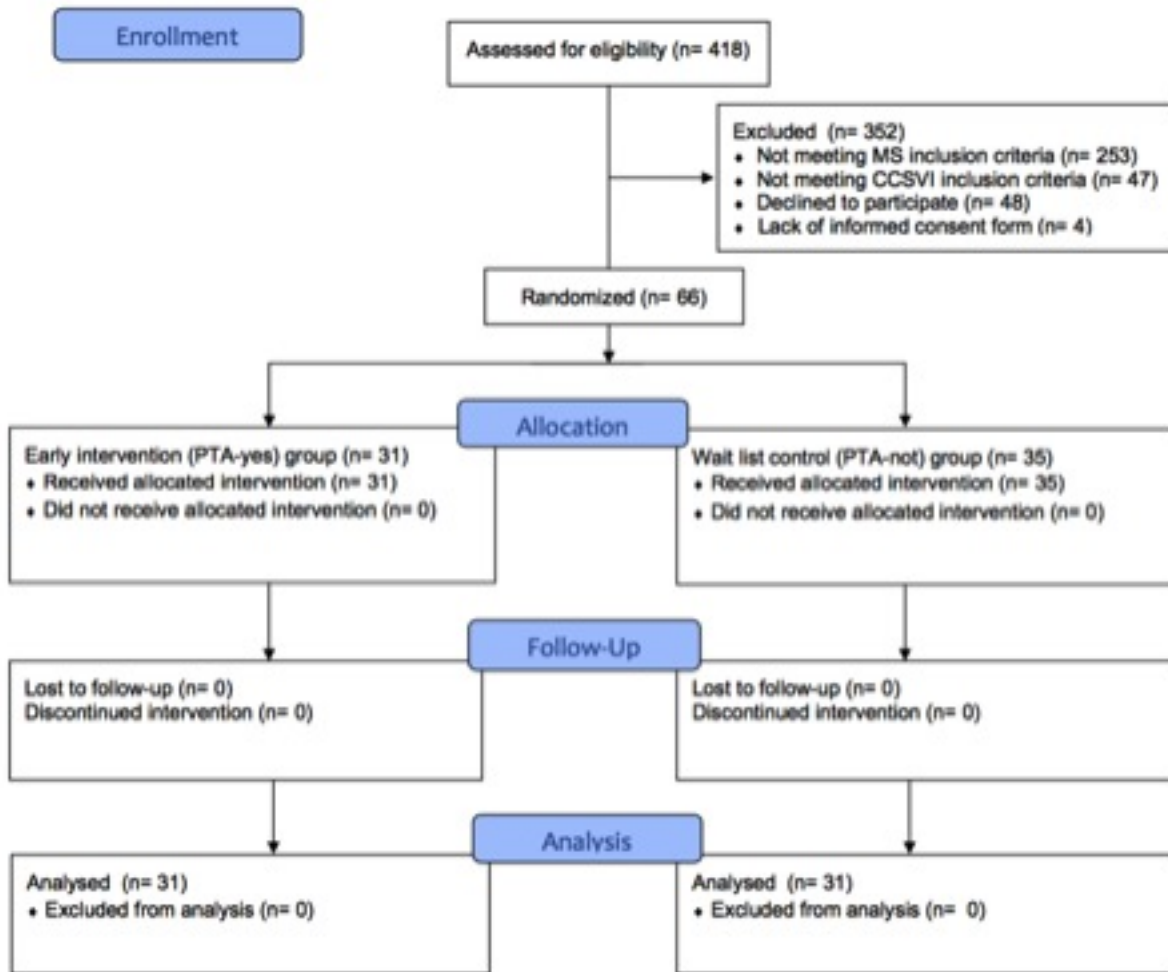 Enrollment
Assessed for eligibility (n= 418)
Excluded (n= 352)
♦ Not meeting MS inclusion criteria (n= 253)
♦ Not meeting CCSVI inclusion criteria (n= 47)
♦ Declined to participate (n= 48)
♦ Lack of informed consent form (n= 4)
Randomized (n= 66)
Allocation
Early intervention (PTA-yes) group (n= 31)
♦ Received allocated intervention (n= 31)
♦ Did not receive allocated intervention (n= 0)
Wait list control (PTA-not) group (n= 35)
♦ Received allocated intervention (n= 35)
♦ Did not receive allocated intervention (n= 0)
Follow-Up
Lost to follow-up (n= 0)
Discontinued intervention (n= 0)
Lost to follow-up (n= 0)
Discontinued intervention (n= 0)
Analysis
Analysed (n= 31)
♦ Excluded from analysis (n= 0)
Analysed (n= 31)
♦ Excluded from analysis (n= 0)